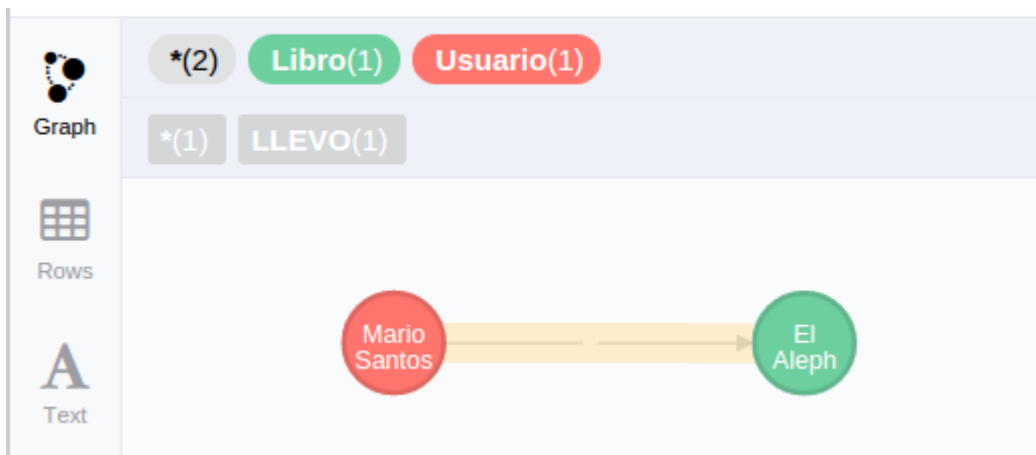 *(2) Libro(1) Usuario(1)
Graph
*(1) LLEVO(1)
Rows
Mario
Santos
El
Aleph
A
Text